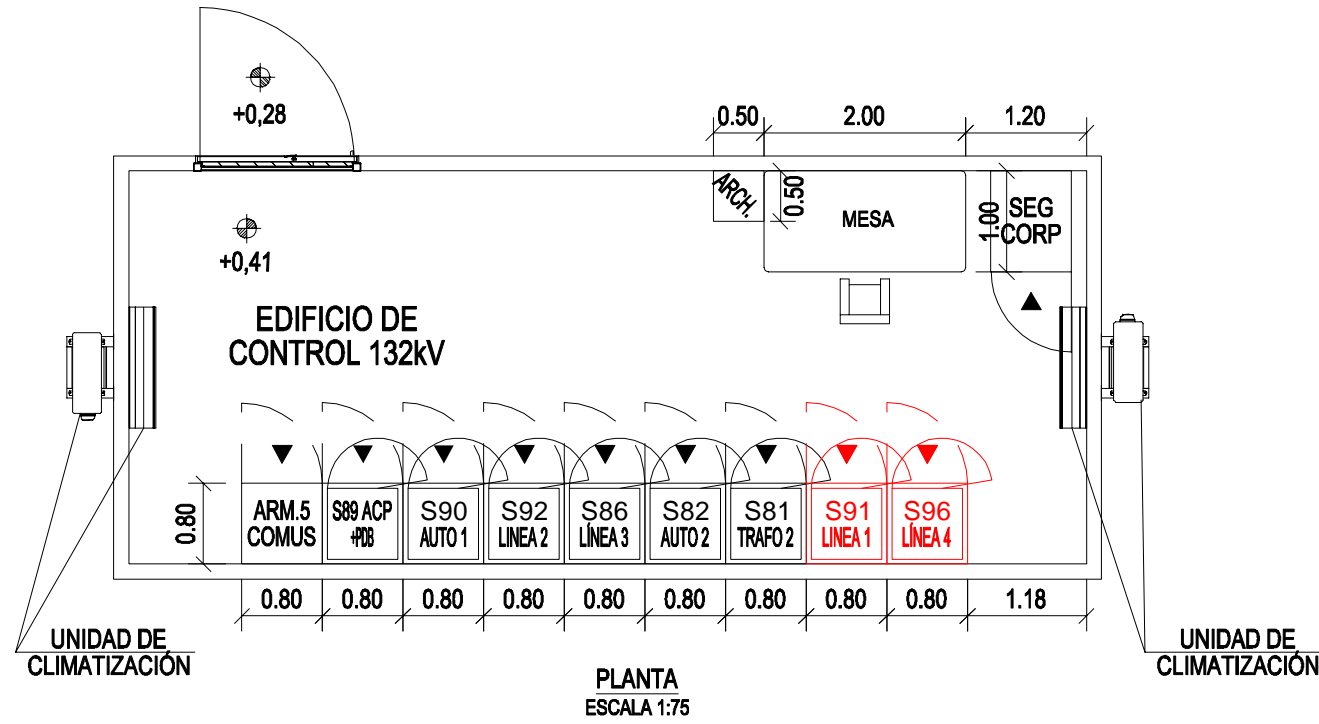 +0,28
0.50
2.00
1.20
ARCH.
0.50
MESA
1.00
SEG
CORP
+0,41
EDIFICIO DE
CONTROL 132kV
0.80
ARM.5
COMUS
S89 ACP
+PDB
S90
AUTO 1
S92
LINEA 2
S86
LÍNEA 3
S82
AUTO 2
S81
TRAFO 2
S91
LINEA 1
S96
LÍNEA 4
0.80
0.80
0.80
0.80
0.80
0.80
0.80
0.80
0.80
1.18
UNIDAD DE
CLIMATIZACIÓN
UNIDAD DE
CLIMATIZACIÓN
PLANTA
ESCALA 1:75